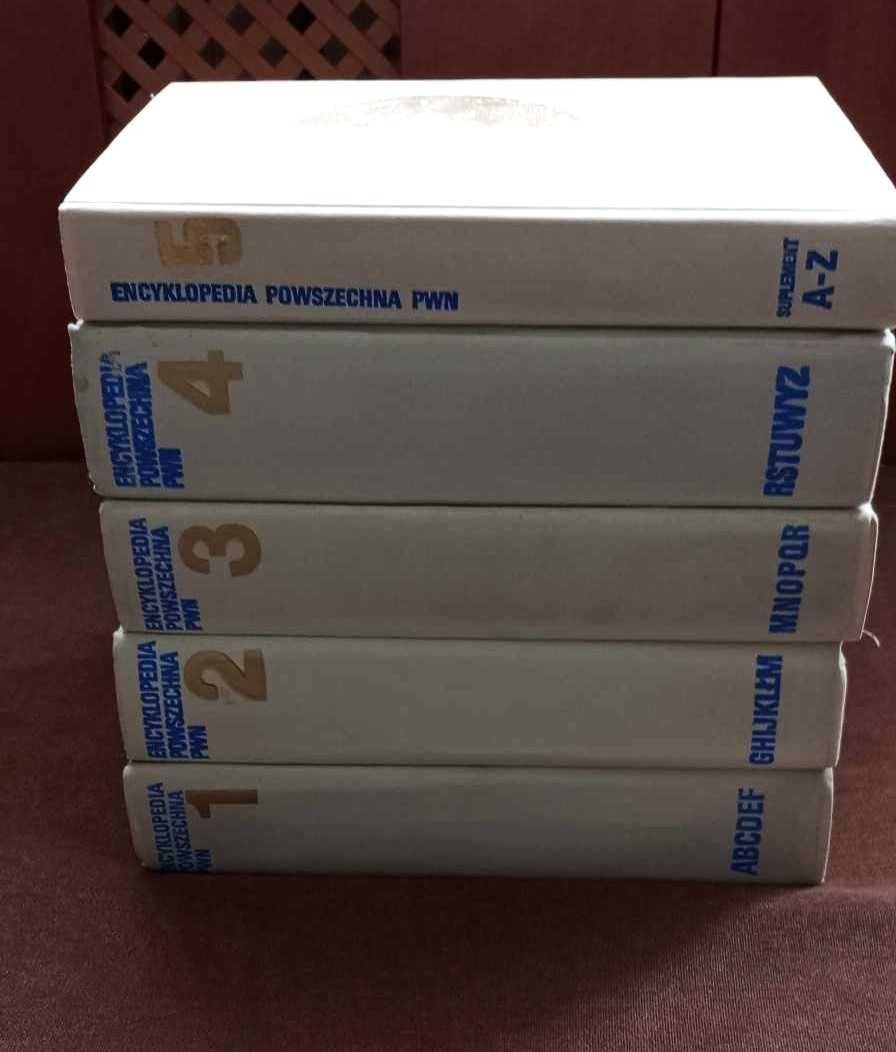 5
ENCYKLOPEDIA POWSZECHNA PWN
SUPLEMENT
A-Z
ENCYKLOPEDIA
POWSZECHNA
PWN
4
RSTUWYZ
ENCYKLOPEDIA
POWSZECHNA
PWN
3
MNOPQR
ENCYKLOPEDIA
POWSZECHNA
PWN
2
GHIJKLŁM
ENCYKLOPEDIA
POWSZECHNA
PWN
1
ABCDEF